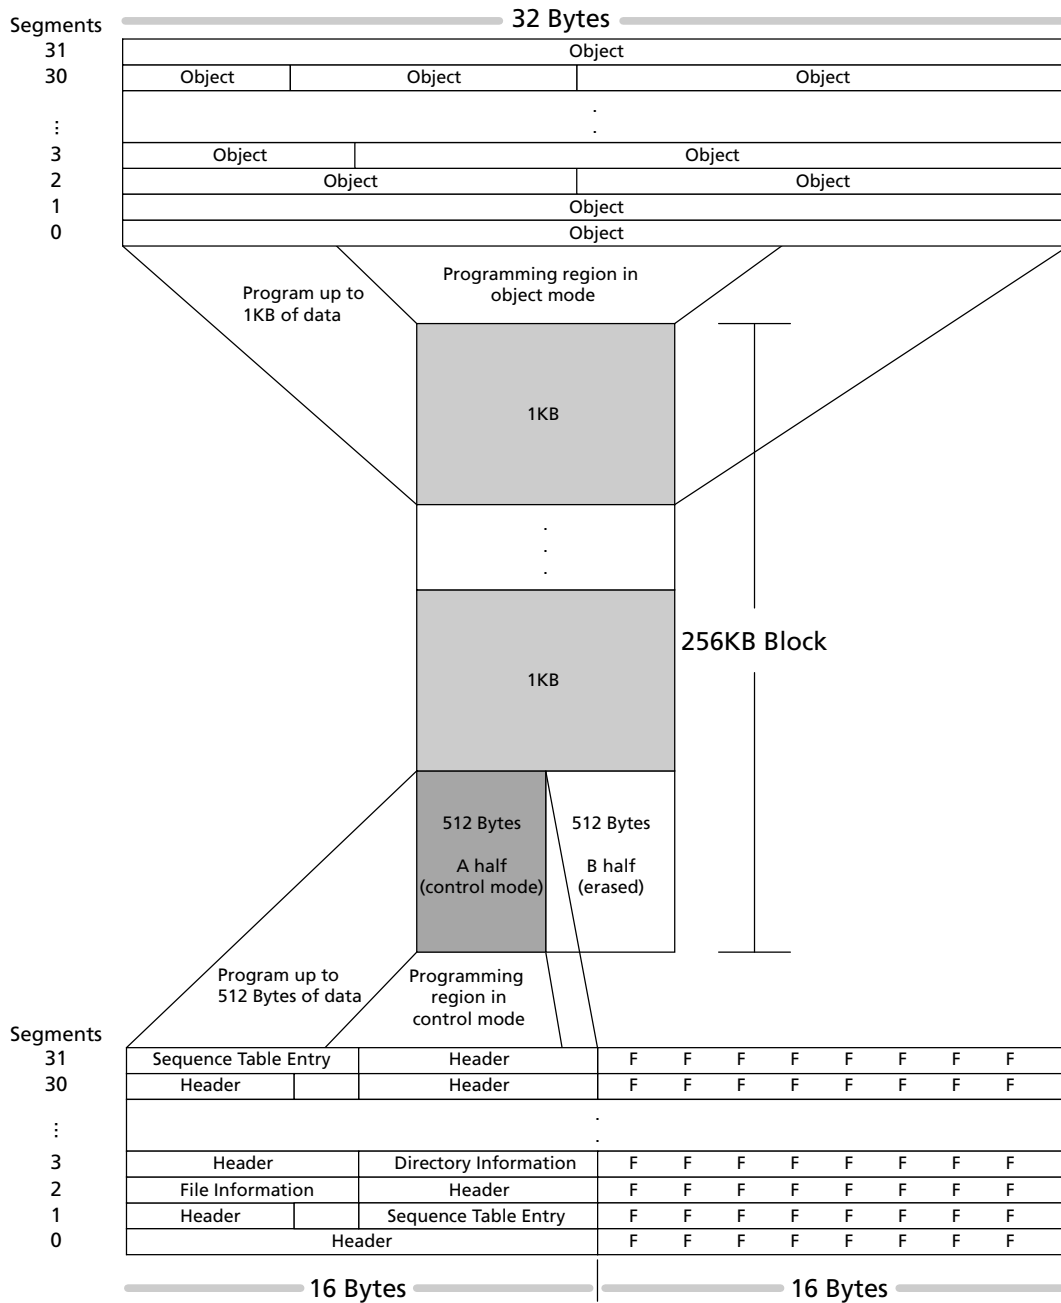 32 Bytes
Segments
31 Object
30 Object Object Object
⋮ . .
3 Object Object
2 Object Object
1 Object
0 Object
Program up to
1KB of data
Programming region in
object mode
1KB
. . .
256KB Block
1KB
512 Bytes
A half
(control mode)
512 Bytes
B half
(erased)
Program up to
512 Bytes of data
Programming
region in
control mode
Segments
31 Sequence Table Entry Header F F F F F F F F
30 Header Header F F F F F F F F
⋮ . .
3 Header Directory Information F F F F F F F F
2 File Information Header F F F F F F F F
1 Header Sequence Table Entry F F F F F F F F
0 Header F F F F F F F F
16 Bytes 16 Bytes